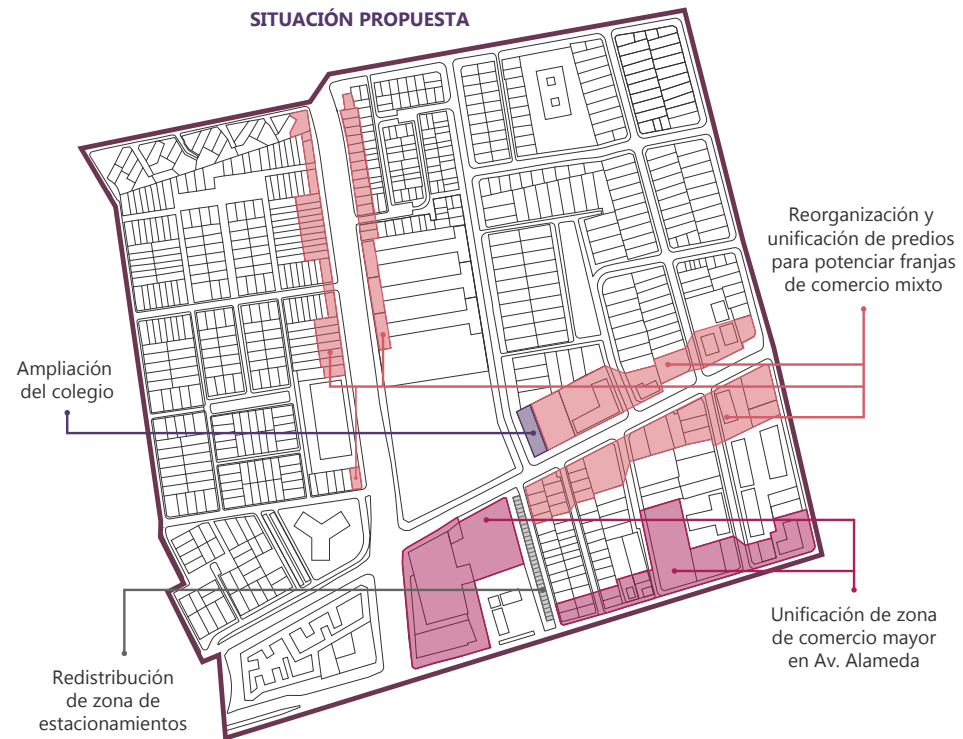 SITUACIÓN PROPUESTA
Reorganización y
unificación de predios
para potenciar franjas
de comercio mixto
Ampliación
del colegio
Unificación de zona
de comercio mayor
en Av. Alameda
Redistribución
de zona de
estacionamientos